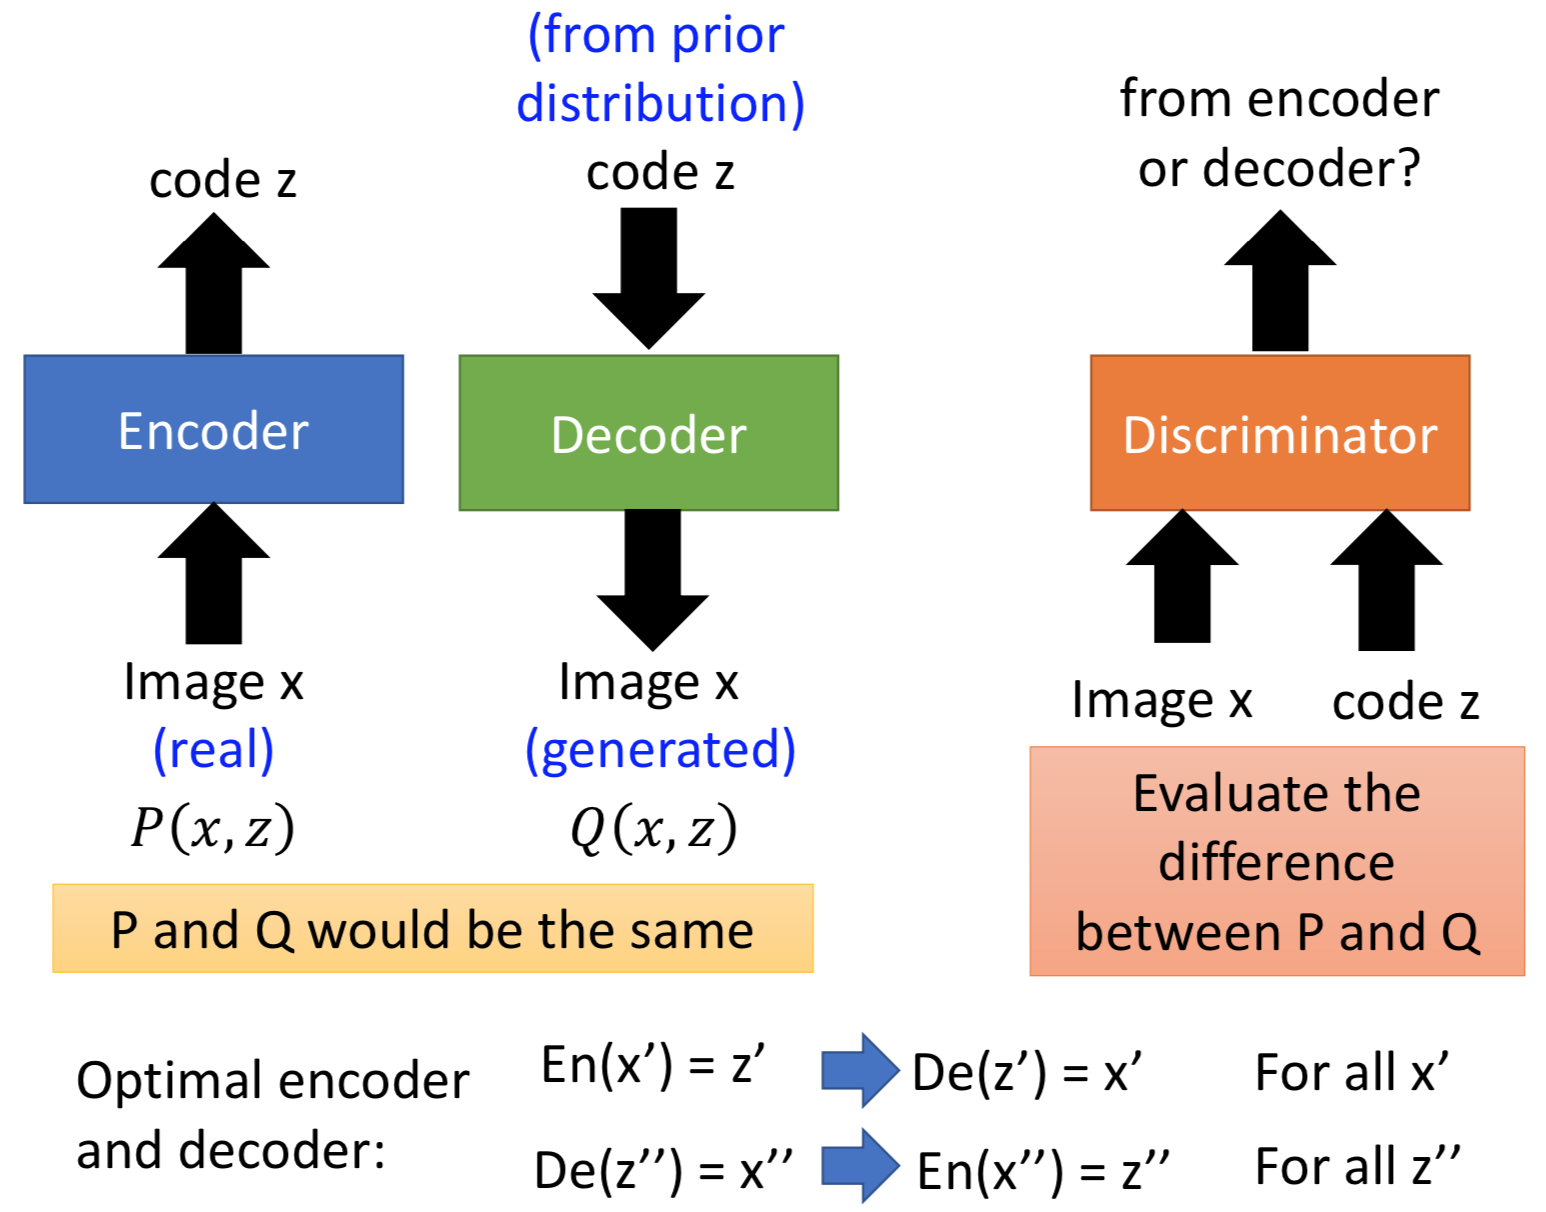 code z
Encoder
Image x
(real)
P(x, z)
(from prior
distribution)
code z
Decoder
Image x
(generated)
Q(x, z)
P and Q would be the same
from encoder
or decoder?
Discriminator
Image x
code z
Evaluate the
difference
between P and Q
Optimal encoder
and decoder:
En(x’) = z’
De(z’) = x’
For all x’
De(z’’) = x’’
En(x’’) = z’’
For all z’’